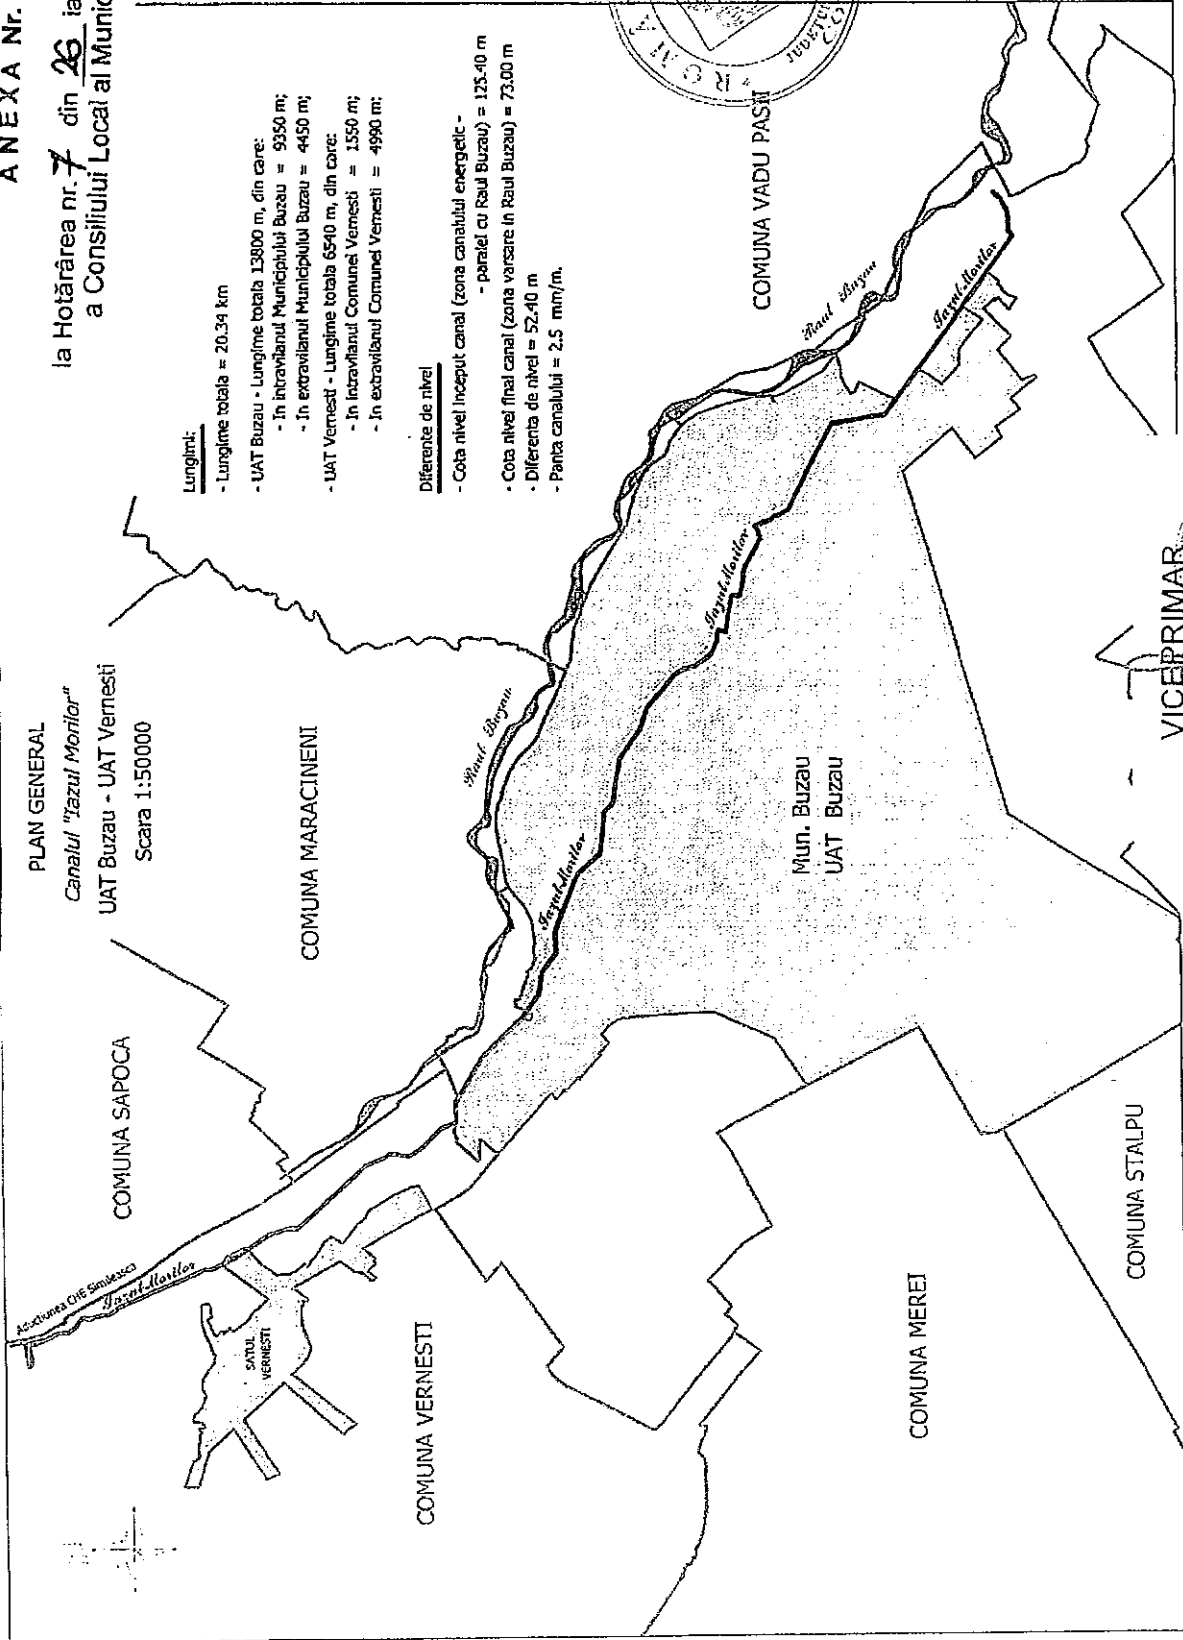 ANEXA Nr.
la Hotărârea nr. 7 din 26 ia
a Consiliului Local al Munic
PLAN GENERAL
Canalul "Iazul Morilor"
UAT Buzau - UAT Vernesti
Scara 1:50000
Lungimi:
- Lungime totala = 20.34 km
- UAT Buzau - Lungime totala 13800 m, din care:
- In intravilanul Municipiului Buzau = 9350 m;
- In extravilanul Municipiului Buzau = 4450 m;
- UAT Vernesti - Lungime totala 6540 m, din care:
- In intravilanul Comunei Vernesti = 1550 m;
- In extravilanul Comunei Vernesti = 4990 m;
Diferente de nivel
- Cota nivel inceput canal (zona canalului energetic -
- paralel cu Raul Buzau) = 125.40 m
- Cota nivel final canal (zona varsare in Raul Buzau) = 73.00 m
- Diferenta de nivel = 52.40 m
- Panta canalului = 2.5 mm/m.
ROMÂ
COMUNA SAPOCA
COMUNA MARACINENI
COMUNA VADU PASII
Aductiunea CHE Simileasca
Iazul Morilor
SATUL
VERNESTI
Raul Buzau
Raul Buzau
Iazul Morilor
Iazul Morilor
Iazul Morilor
COMUNA VERNESTI
Mun. Buzau
UAT Buzau
COMUNA MEREI
COMUNA STALPU
VICEPRIMAR